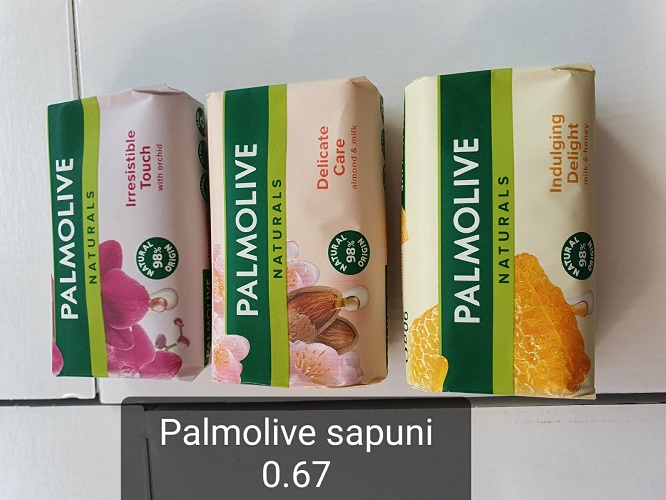 PALMOLIVE
NATURALS
Irresistible
Touch
with orchid
NATURAL
98%
ORIGIN
PALMOLIVE
PALMOLIVE
NATURALS
Delicate
Care
almond & milk
NATURAL
98%
ORIGIN
PALMOLIVE
NATURALS
Indulging
Delight
milk & honey
NATURAL
98%
ORIGIN
Palmolive sapuni
0.67